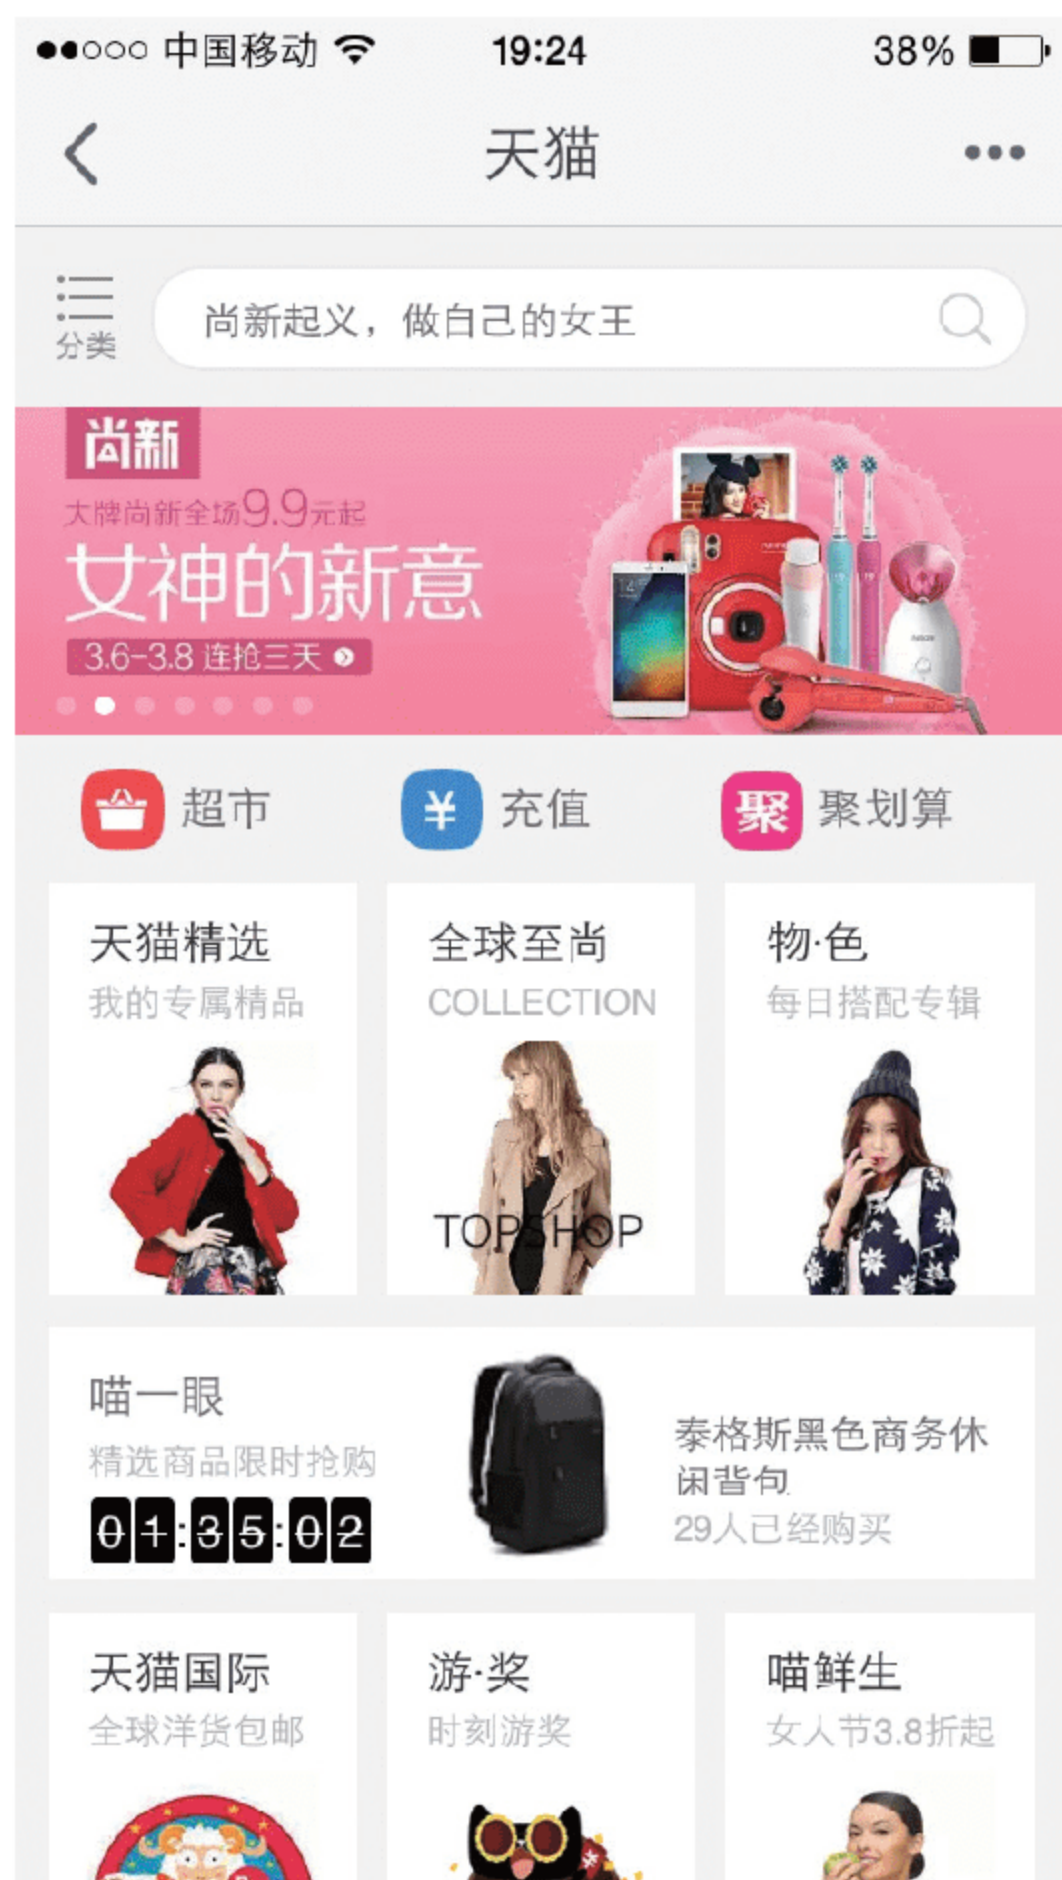 中国移动 19:24 38%
天猫
分类 尚新起义，做自己的女王
尚新
大牌尚新全场9.9元起
女神的新意
3.6-3.8 连抢三天
超市 充值 聚 聚划算
天猫精选 全球至尚 物·色
我的专属精品 COLLECTION 每日搭配专辑
TOPSHOP
喵一眼
精选商品限时抢购
01:35:02
泰格斯黑色商务休
闲背包
29人已经购买
天猫国际 游·奖 喵鲜生
全球洋货包邮 时刻游奖 女人节3.8折起